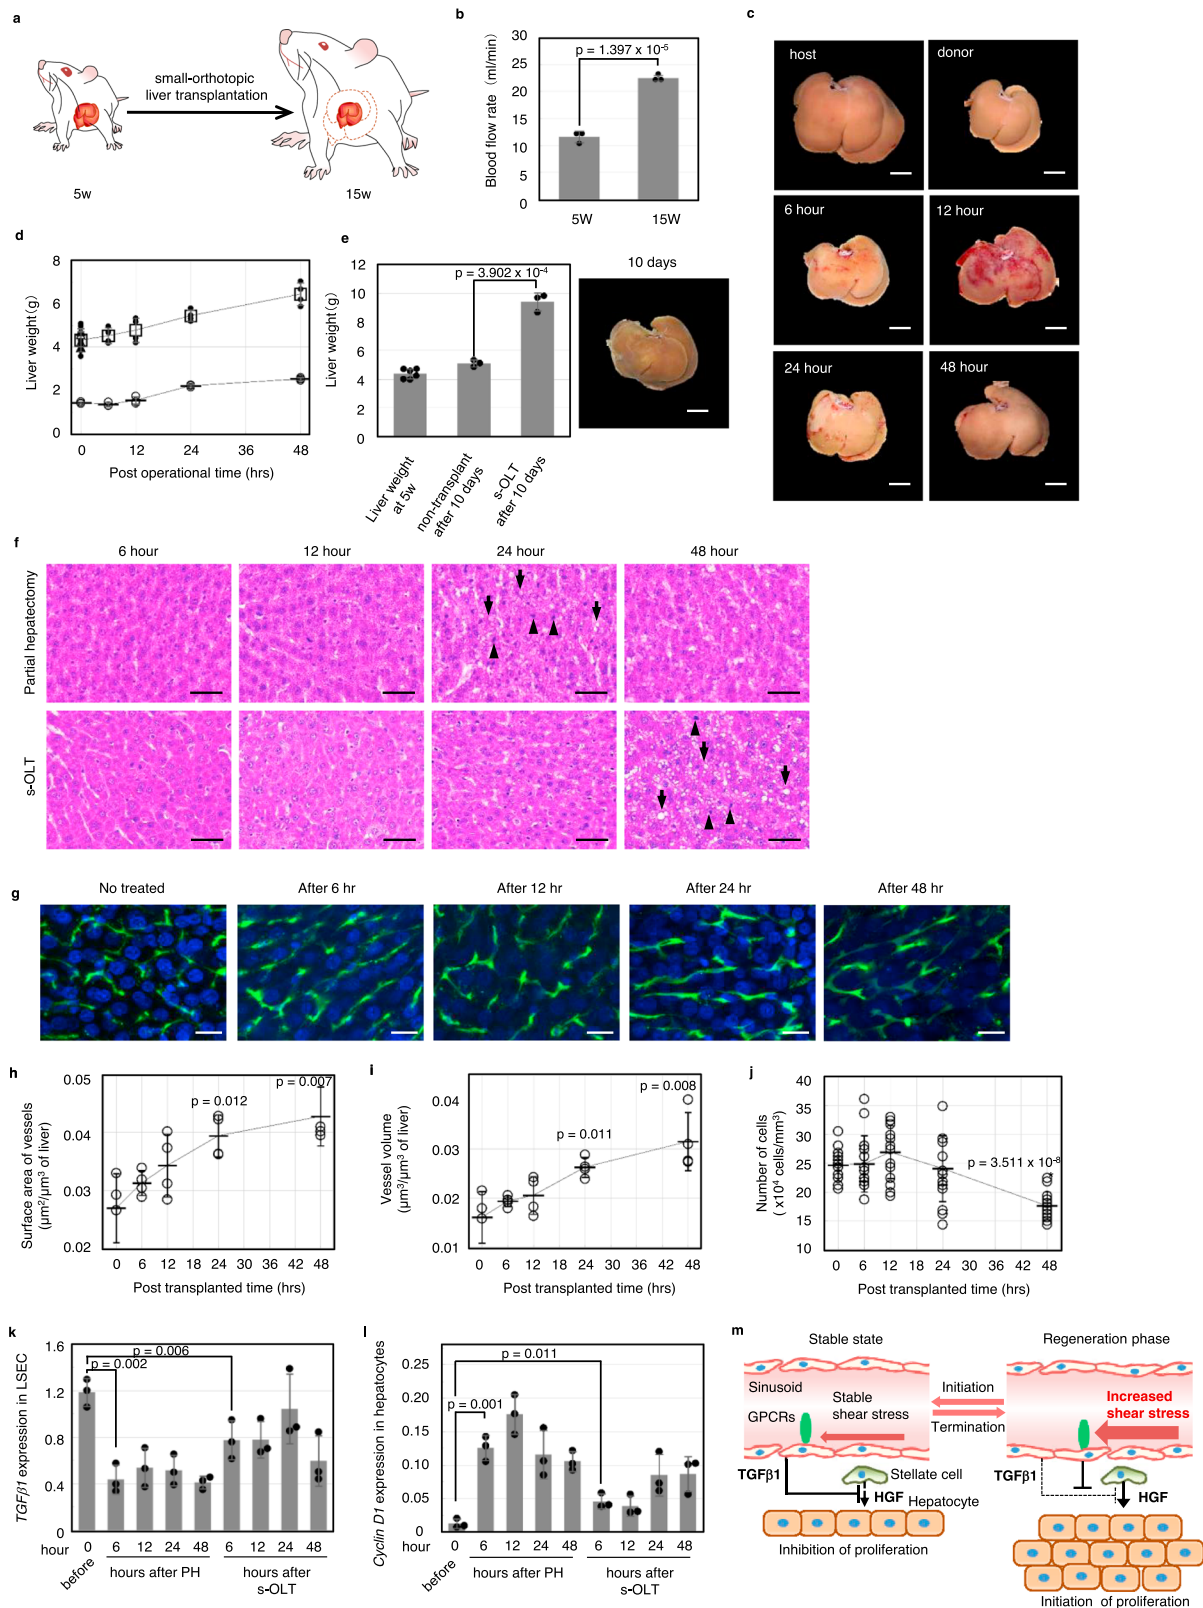 a
small-orthotopic
liver transplantation
5w
15w
b
Blood flow rate (ml/min)
30
25
20
15
10
5
0
p = 1.397 x 10-5
5W
15W
c
host
donor
6 hour
12 hour
24 hour
48 hour
d
Liver weight(g)
8
6
4
2
0
0 6 12 24 36 48
Post operational time (hrs)
e
Liver weight(g)
12
10
8
6
4
2
0
p = 3.902 x 10-4
Liver weight
at 5w
non-transplant
after 10 days
s-OLT
after 10 days
10 days
f
6 hour
12 hour
24 hour
48 hour
Partial hepatectomy
s-OLT
g
No treated
After 6 hr
After 12 hr
After 24 hr
After 48 hr
h
Surface area of vessels
(μm2/μm3 of liver)
0.05
0.04
0.03
0.02
p = 0.012
p = 0.007
0 6 12 18 24 30 36 42 48
Post transplanted time (hrs)
i
Vessel volume
(μm3/μm3 of liver)
0.04
0.03
0.02
0.01
p = 0.011
p = 0.008
0 6 12 18 24 30 36 42 48
Post transplanted time (hrs)
j
Number of cells
( x104 cells/mm3)
40
35
30
25
20
15
10
p = 3.511 x 10-8
0 6 12 18 24 30 36 42 48
Post transplanted time (hrs)
k
TGFβ1 expression in LSEC
1.6
1.2
0.8
0.4
0
p = 0.006
p = 0.002
hour
0 6 12 24 48 6 12 24 48
before
hours after PH
hours after
s-OLT
l
Cyclin D1 expression in hepatocytes
0.25
0.20
0.15
0.10
0.05
0
p = 0.011
p = 0.001
hour
0 6 12 24 48 6 12 24 48
before
hours after PH
hours after
s-OLT
m
Stable state
Regeneration phase
Sinusoid
GPCRs
Stable
shear stress
Initiation
Termination
Increased
shear stress
TGFβ1
Stellate cell
HGF
Hepatocyte
Inhibition of proliferation
TGFβ1
HGF
Initiation of proliferation